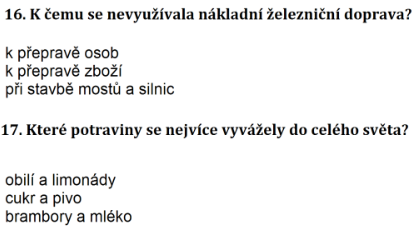 16. K čemu se nevyužívala nákladní železniční doprava?
k přepravě osob
k přepravě zboží
při stavbě mostů a silnic
17. Které potraviny se nejvíce vyvážely do celého světa?
obilí a limonády
cukr a pivo
brambory a mléko